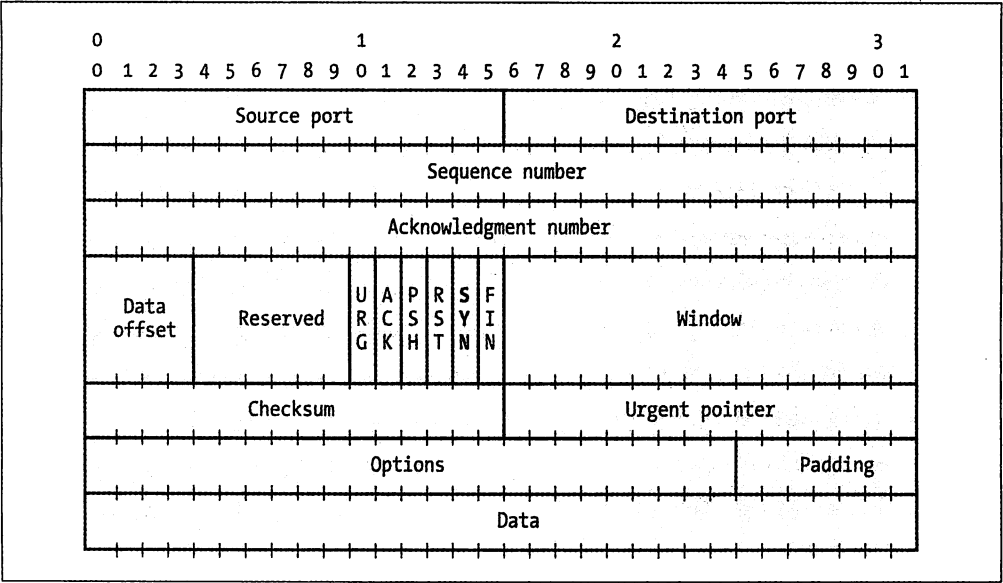 0 1 2 3
0 1 2 3 4 5 6 7 8 9 0 1 2 3 4 5 6 7 8 9 0 1 2 3 4 5 6 7 8 9 0 1
Source port Destination port
Sequence number
Acknowledgment number
Data offset Reserved URG ACK PSH RST SYN FIN Window
Checksum Urgent pointer
Options Padding
Data